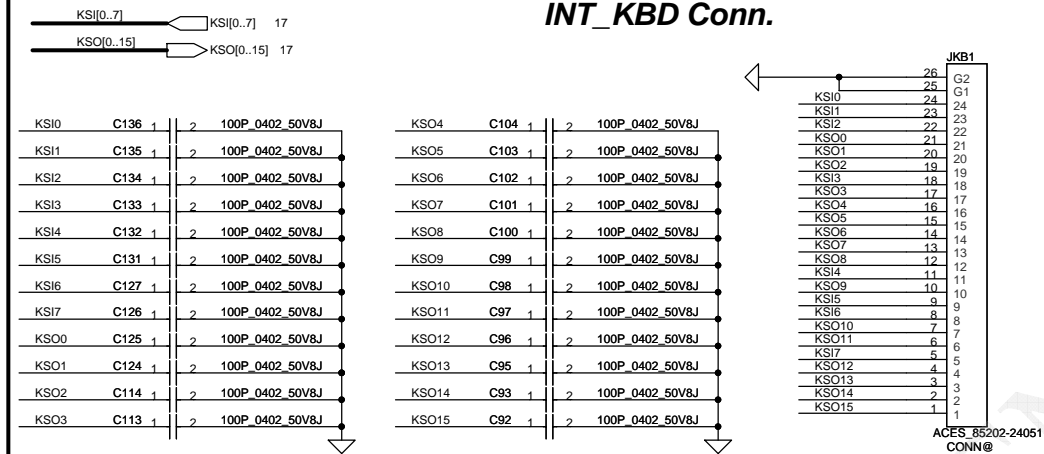 INT_KBD Conn.
KSI[0..7] KSI[0..7] 17
KSO[0..15] KSO[0..15] 17
KSI0 C136 1 2 100P_0402_50V8J
KSI1 C135 1 2 100P_0402_50V8J
KSI2 C134 1 2 100P_0402_50V8J
KSI3 C133 1 2 100P_0402_50V8J
KSI4 C132 1 2 100P_0402_50V8J
KSI5 C131 1 2 100P_0402_50V8J
KSI6 C127 1 2 100P_0402_50V8J
KSI7 C126 1 2 100P_0402_50V8J
KSO0 C125 1 2 100P_0402_50V8J
KSO1 C124 1 2 100P_0402_50V8J
KSO2 C114 1 2 100P_0402_50V8J
KSO3 C113 1 2 100P_0402_50V8J
KSO4 C104 1 2 100P_0402_50V8J
KSO5 C103 1 2 100P_0402_50V8J
KSO6 C102 1 2 100P_0402_50V8J
KSO7 C101 1 2 100P_0402_50V8J
KSO8 C100 1 2 100P_0402_50V8J
KSO9 C99 1 2 100P_0402_50V8J
KSO10 C98 1 2 100P_0402_50V8J
KSO11 C97 1 2 100P_0402_50V8J
KSO12 C96 1 2 100P_0402_50V8J
KSO13 C95 1 2 100P_0402_50V8J
KSO14 C93 1 2 100P_0402_50V8J
KSO15 C92 1 2 100P_0402_50V8J
JKB1
26 G2
25 G1
KSI0 24 24
KSI1 23 23
KSI2 22 22
KSO0 21 21
KSO1 20 20
KSO2 19 19
KSI3 18 18
KSO3 17 17
KSO4 16 16
KSO5 15 15
KSO6 14 14
KSO7 13 13
KSO8 12 12
KSI4 11 11
KSO9 10 10
KSI5 9 9
KSI6 8 8
KSO10 7 7
KSO11 6 6
KSI7 5 5
KSO12 4 4
KSO13 3 3
KSO14 2 2
KSO15 1 1
ACES_85202-24051
CONN@